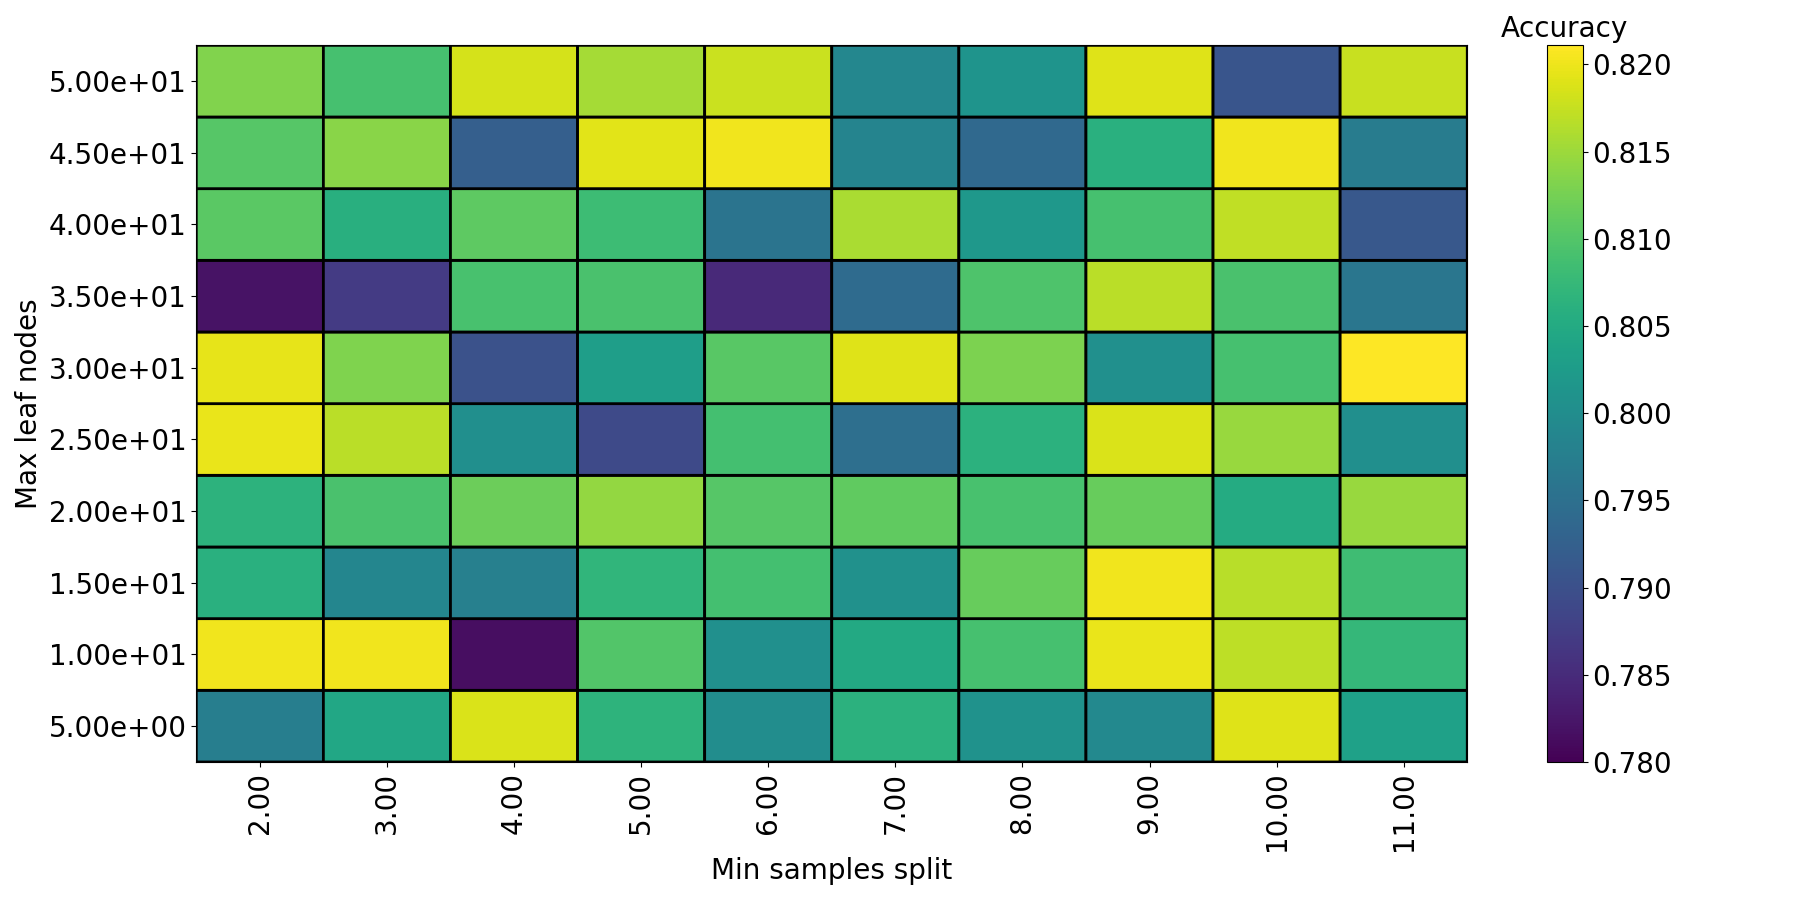 Accuracy
Max leaf nodes
5.00e+01
4.50e+01
4.00e+01
3.50e+01
3.00e+01
2.50e+01
2.00e+01
1.50e+01
1.00e+01
5.00e+00
2.00
3.00
4.00
5.00
6.00
7.00
8.00
9.00
10.00
11.00
Min samples split
0.820
0.815
0.810
0.805
0.800
0.795
0.790
0.785
0.780